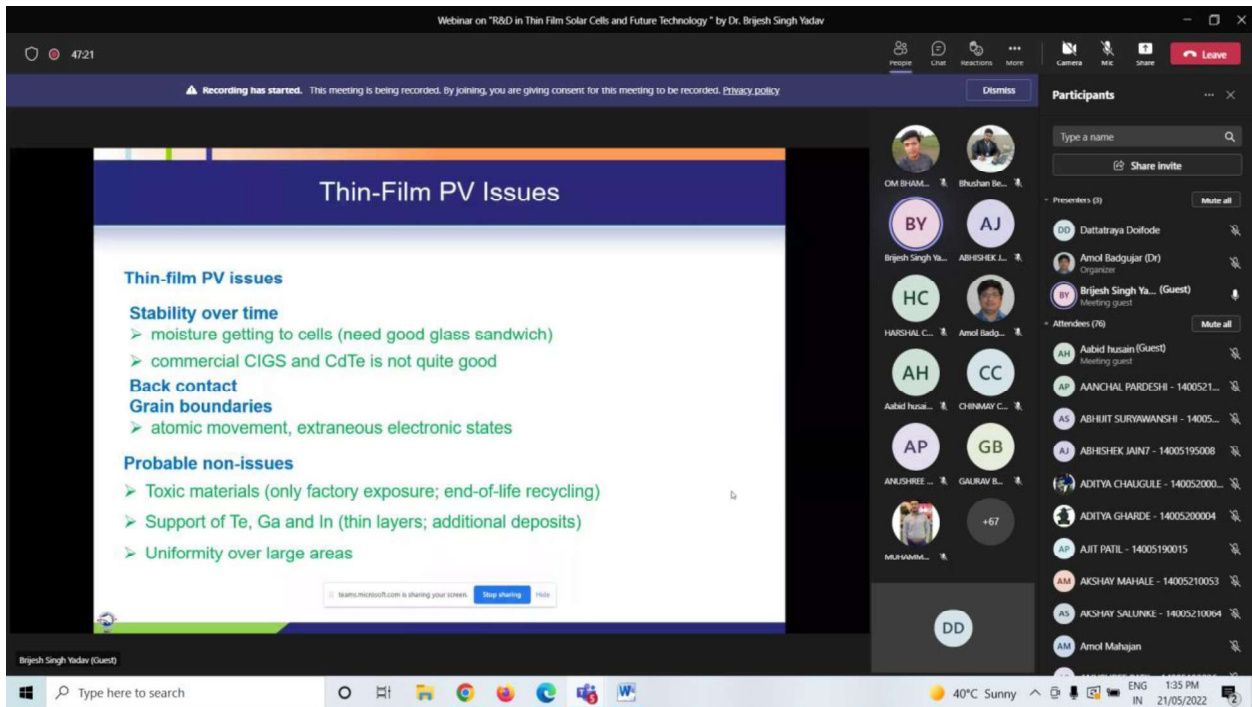 Webinar on "R&D in Thin Film Solar Cells and Future Technology " by Dr. Brijesh Singh Yadav
47:21
People
Chat
Reactions
More
Camera
Mic
Share
Leave
Recording has started. This meeting is being recorded. By joining, you are giving consent for this meeting to be recorded. Privacy policy
Dismiss
Thin-Film PV Issues
Thin-film PV issues
Stability over time
➢ moisture getting to cells (need good glass sandwich)
➢ commercial CIGS and CdTe is not quite good
Back contact
Grain boundaries
➢ atomic movement, extraneous electronic states
Probable non-issues
➢ Toxic materials (only factory exposure; end-of-life recycling)
➢ Support of Te, Ga and In (thin layers; additional deposits)
➢ Uniformity over large areas
teams.microsoft.com is sharing your screen.
Stop sharing
Hide
Brijesh Singh Yadav (Guest)
OM BHAM...
Bhushan Be...
BY
AJ
Brijesh Singh Ya...
ABHISHEK J...
HC
HARSHAL C...
Amol Badg...
AH
CC
Aabid husai...
CHINMAY C...
AP
GB
ANUSHREE ...
GAURAV B...
+67
MUHAMM...
DD
Participants
Type a name
Share invite
Presenters (3)
Mute all
DD Dattatraya Doifode
Amol Badgujar (Dr)
Organizer
BY Brijesh Singh Ya... (Guest)
Meeting guest
Attendees (76)
Mute all
AH Aabid husain (Guest)
Meeting guest
AP AANCHAL PARDESHI - 1400521...
AS ABHIJIT SURYAWANSHI - 14005...
AJ ABHISHEK JAIN7 - 14005195008
ADITYA CHAUGULE - 14005200...
ADITYA GHARDE - 14005200004
AP AJIT PATIL - 14005190015
AM AKSHAY MAHALE - 14005210053
AS AKSHAY SALUNKE - 14005210064
AM Amol Mahajan
Type here to search
40°C Sunny
ENG
IN
1:35 PM
21/05/2022
2